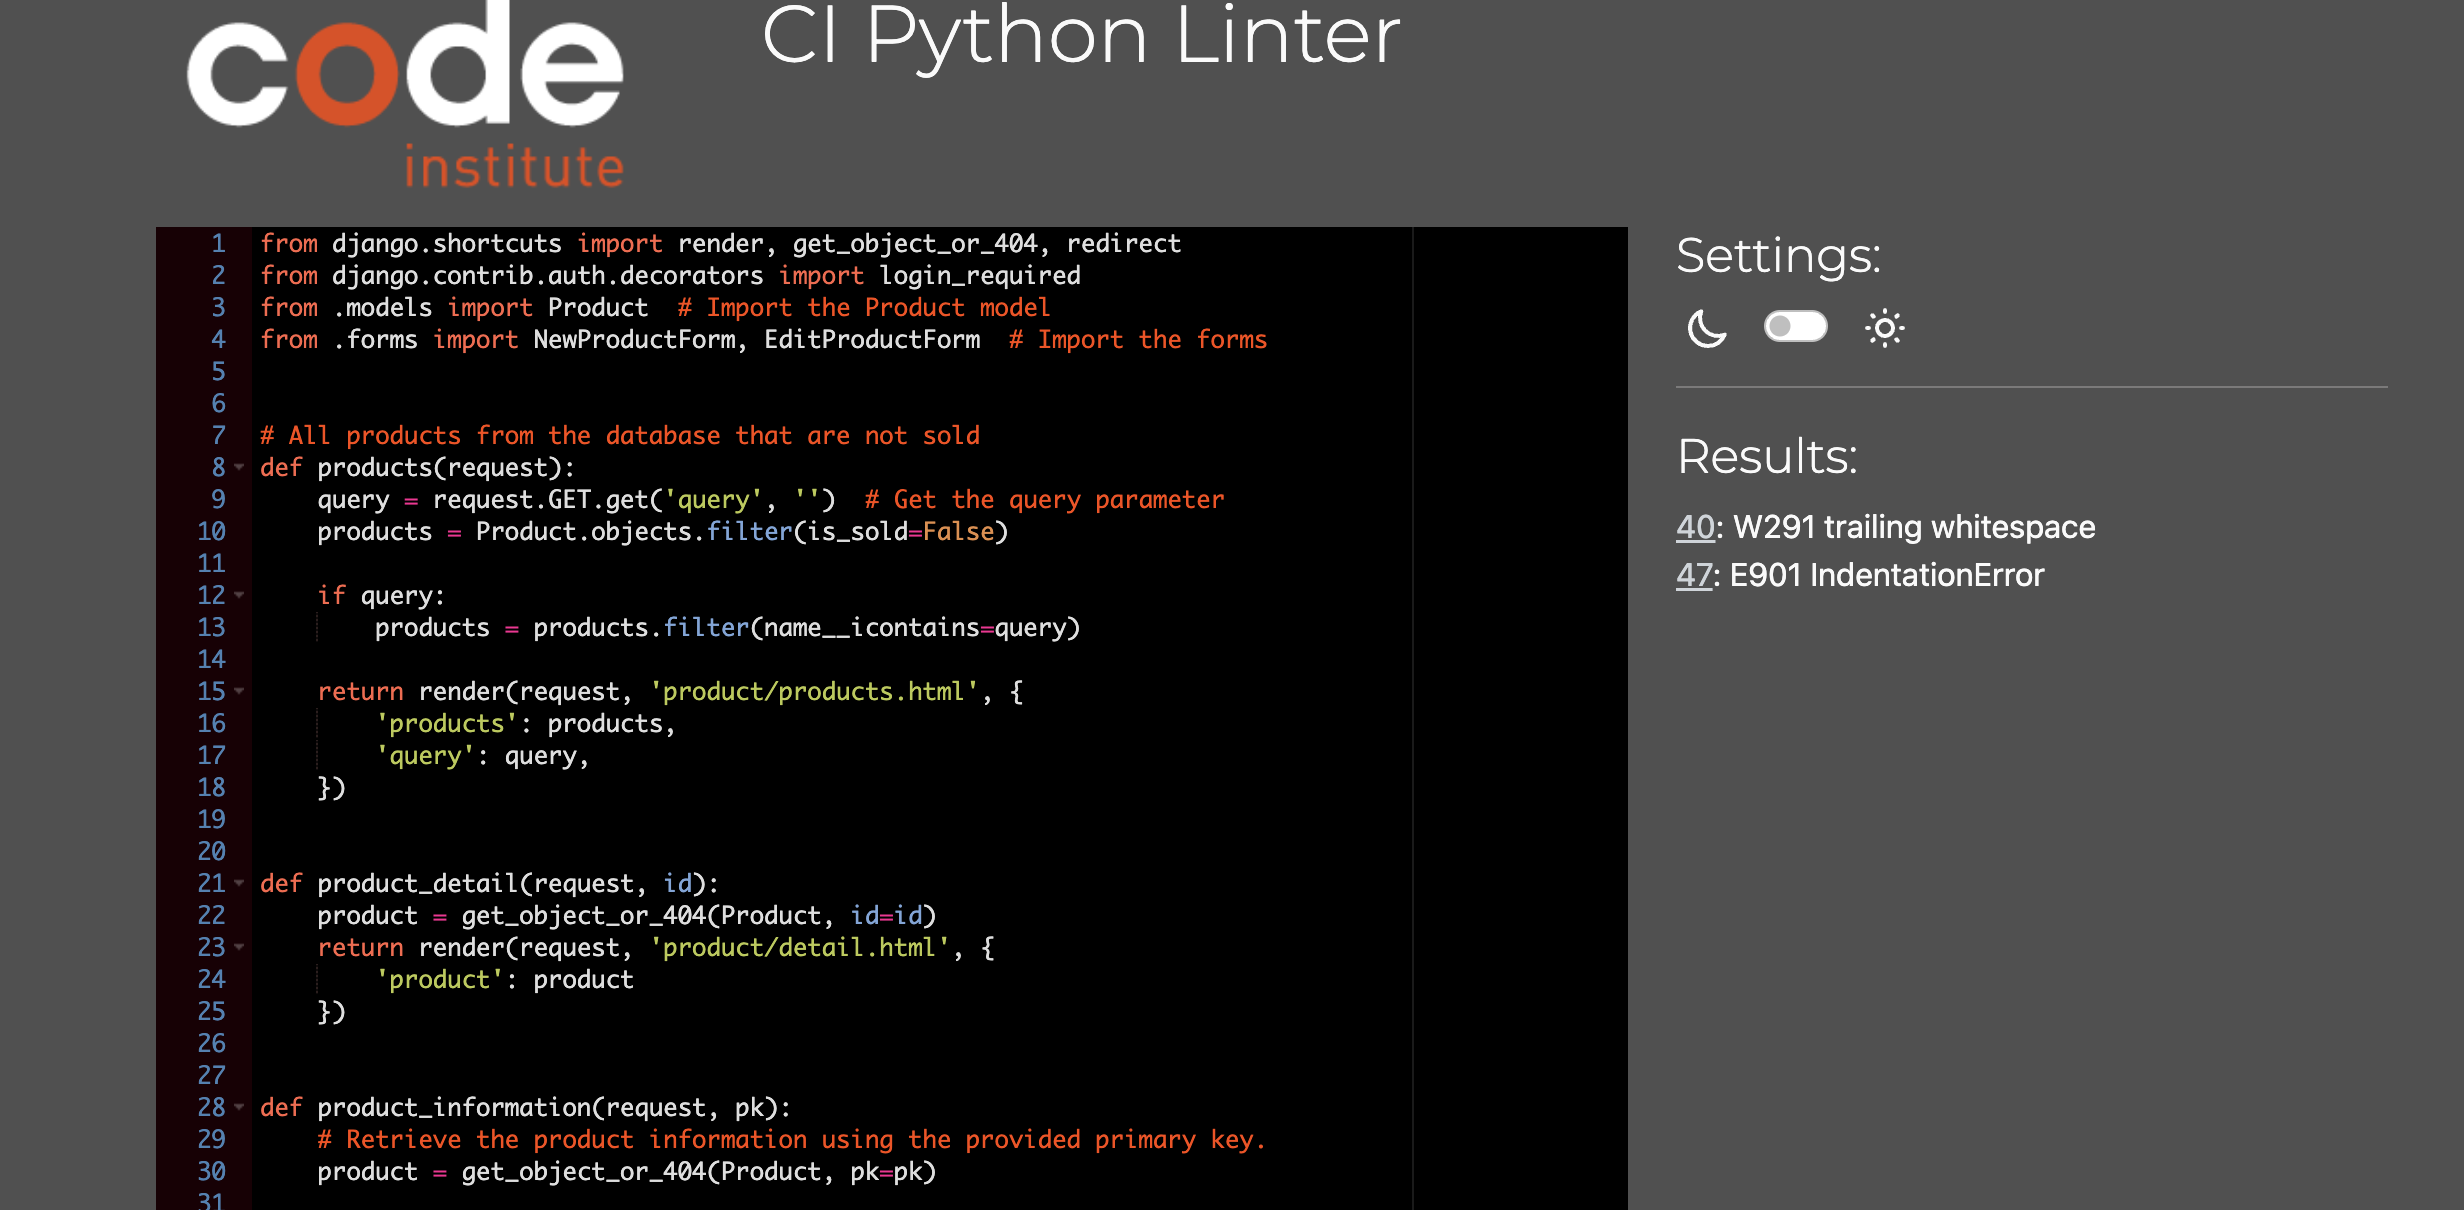 code
institute
CI Python Linter
1 from django.shortcuts import render, get_object_or_404, redirect
2 from django.contrib.auth.decorators import login_required
3 from .models import Product  # Import the Product model
4 from .forms import NewProductForm, EditProductForm  # Import the forms
5
6
7 # All products from the database that are not sold
8 def products(request):
9     query = request.GET.get('query', '')  # Get the query parameter
10     products = Product.objects.filter(is_sold=False)
11
12     if query:
13         products = products.filter(name__icontains=query)
14
15     return render(request, 'product/products.html', {
16         'products': products,
17         'query': query,
18     })
19
20
21 def product_detail(request, id):
22     product = get_object_or_404(Product, id=id)
23     return render(request, 'product/detail.html', {
24         'product': product
25     })
26
27
28 def product_information(request, pk):
29     # Retrieve the product information using the provided primary key.
30     product = get_object_or_404(Product, pk=pk)
31
Settings:
Results:
40: W291 trailing whitespace
47: E901 IndentationError